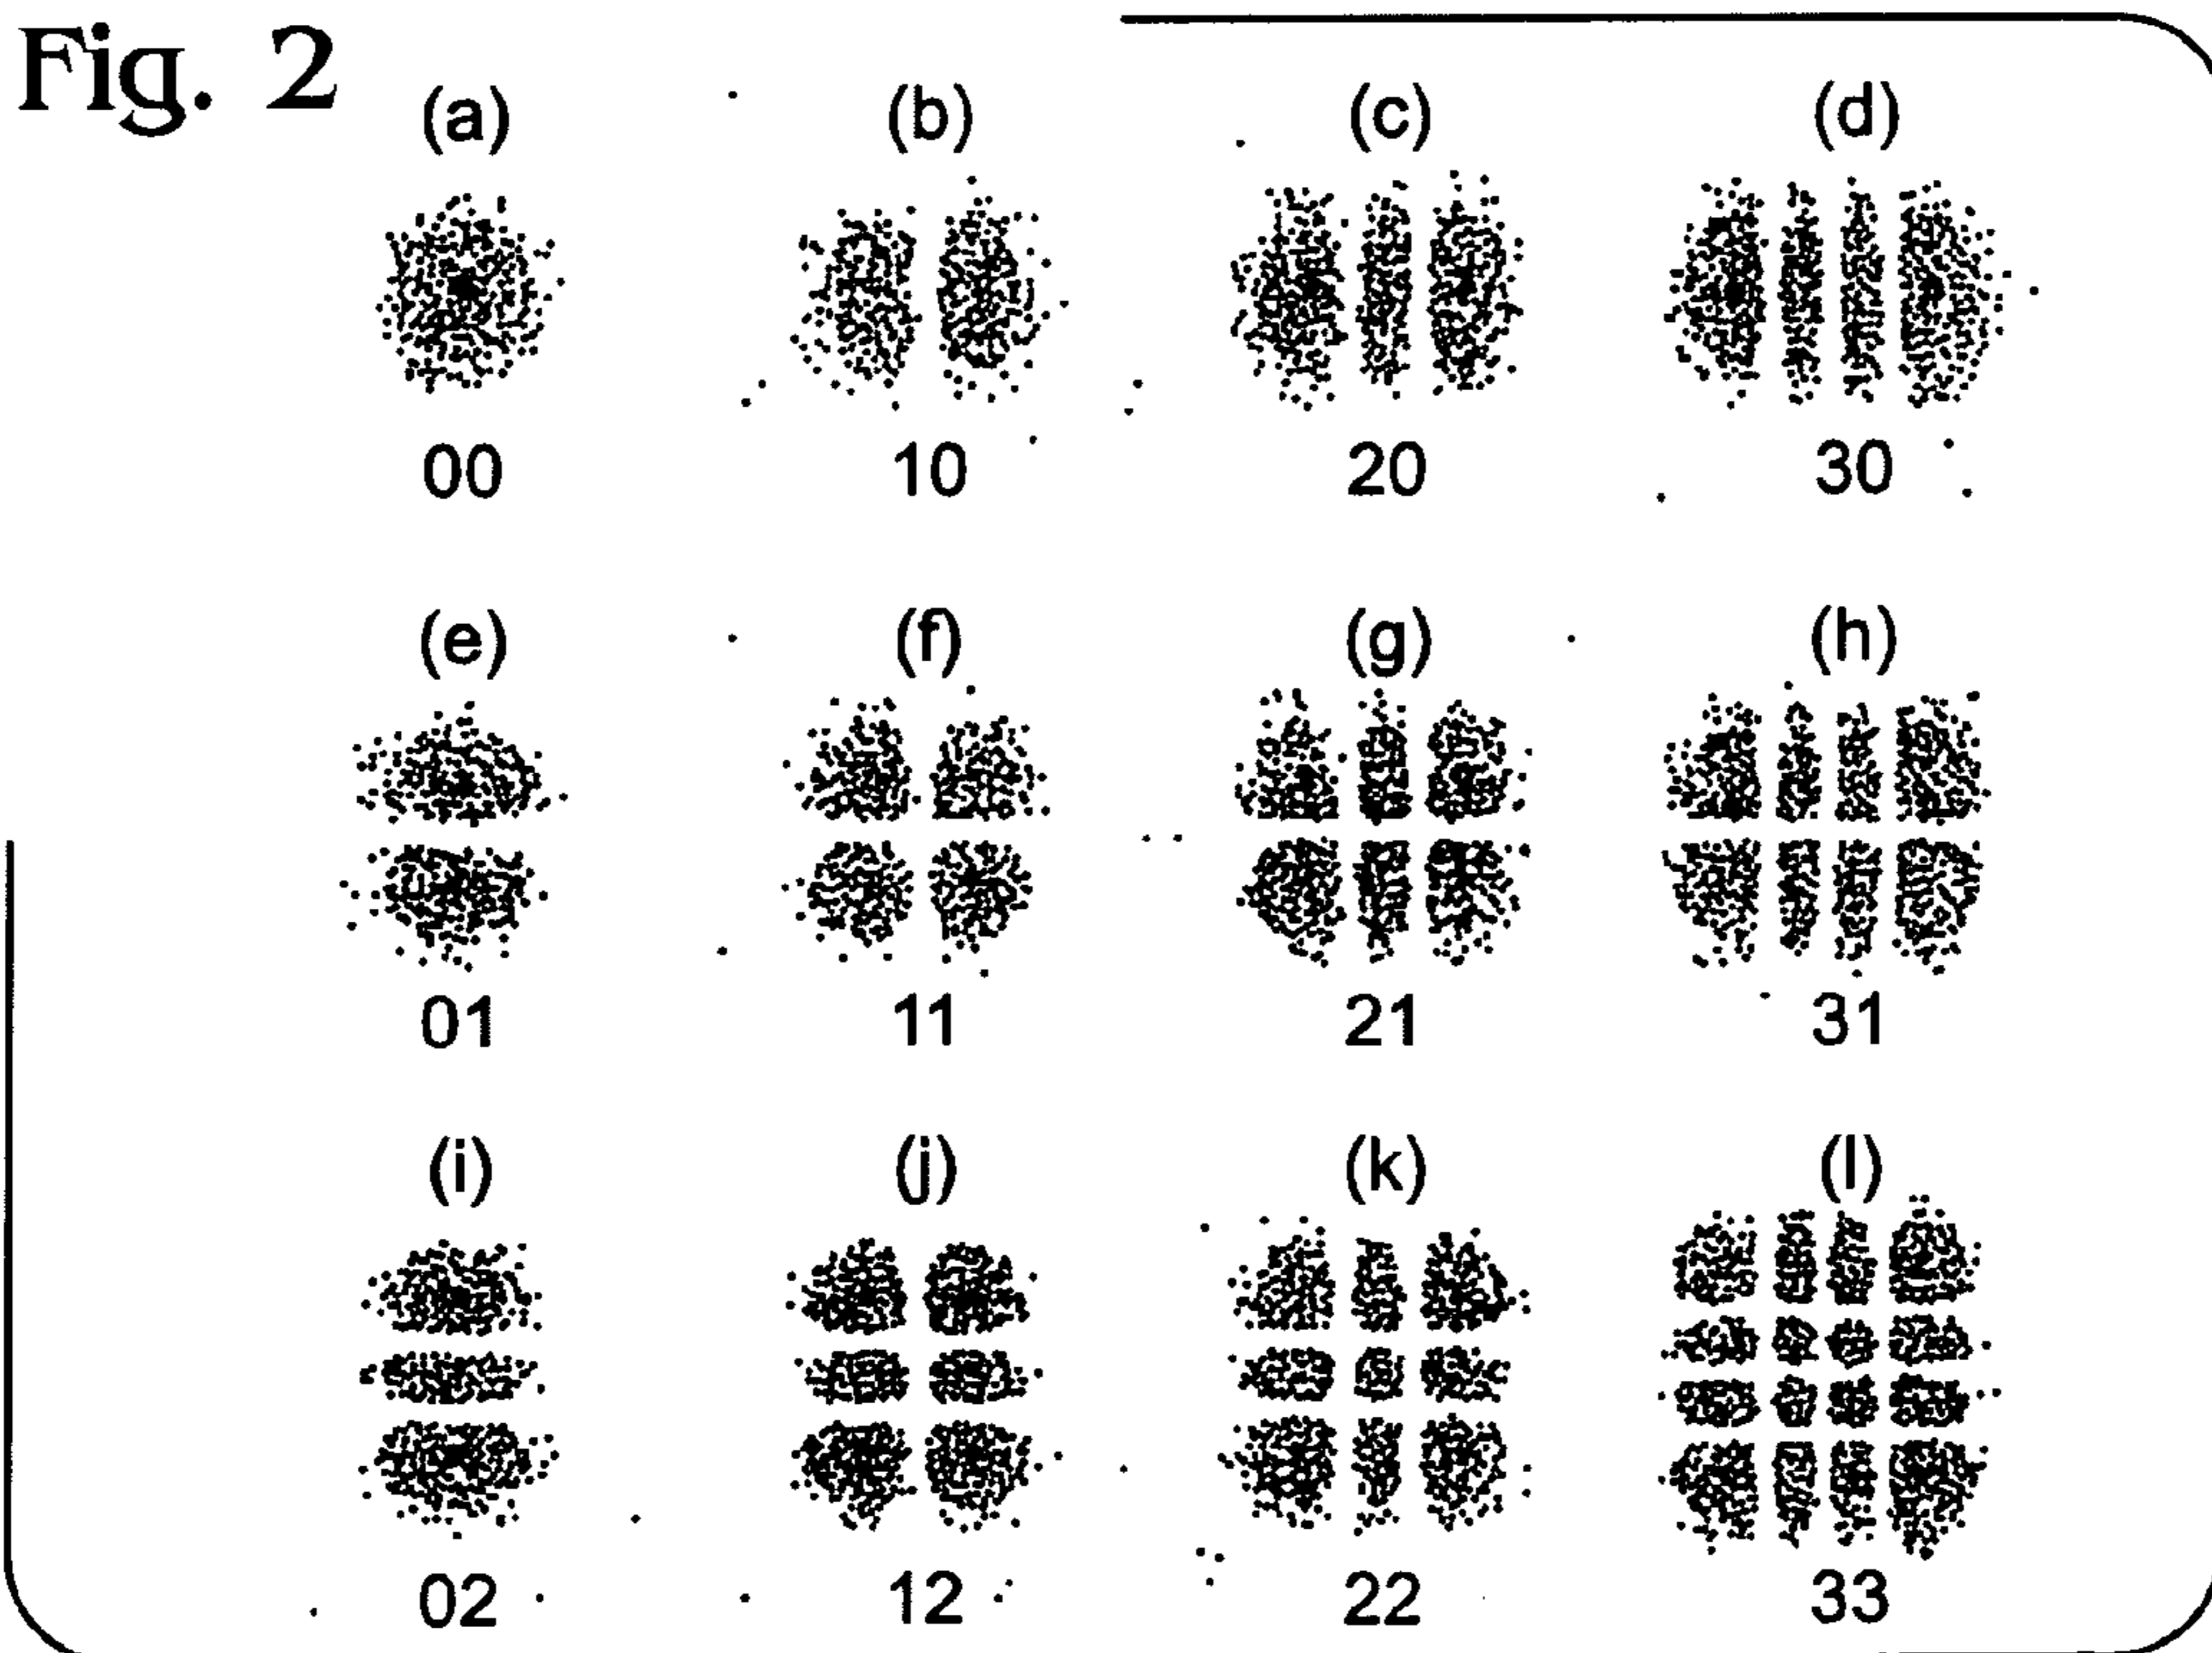 Fig. 2
(a) (b) (c) (d)
00 10 20 30
(e) (f) (g) (h)
01 11 21 31
(i) (j) (k) (l)
02 12 22 33